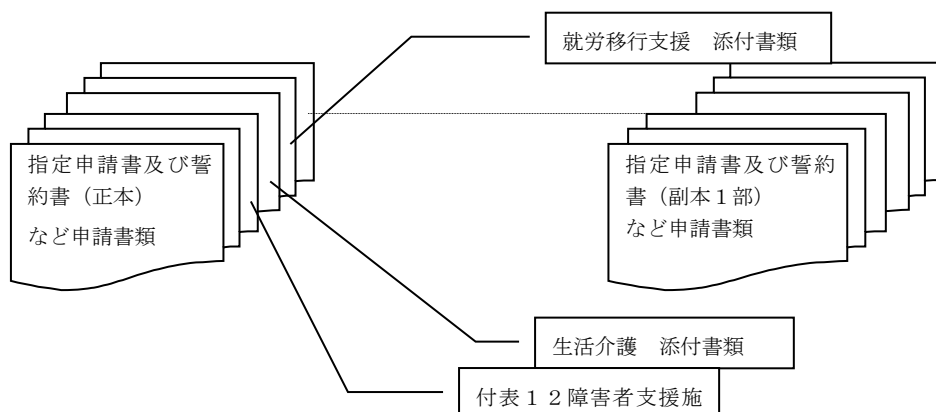 就労移行支援　添付書類
指定申請書及び誓
約書（正本）
など申請書類
指定申請書及び誓約
書（副本１部）
など申請書類
生活介護　添付書類
付表１２障害者支援施